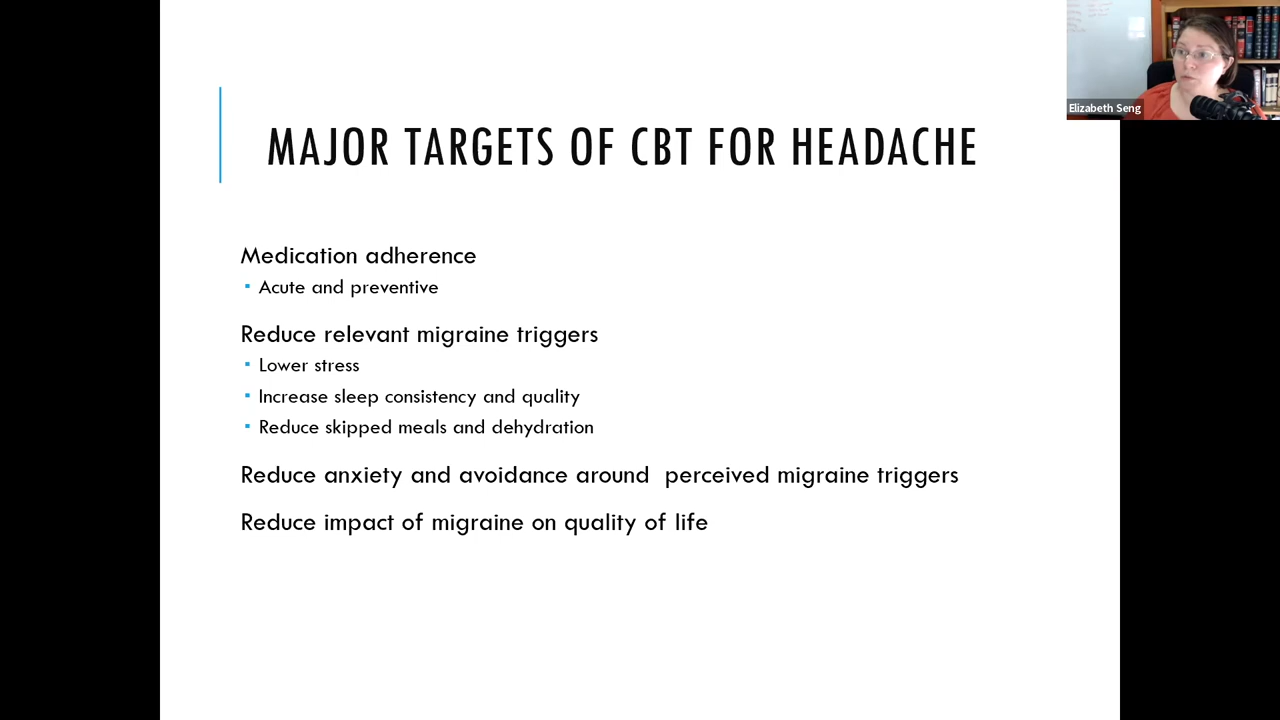 Elizabeth Seng
MAJOR TARGETS OF CBT FOR HEADACHE
Medication adherence
▪ Acute and preventive
Reduce relevant migraine triggers
▪ Lower stress
▪ Increase sleep consistency and quality
▪ Reduce skipped meals and dehydration
Reduce anxiety and avoidance around  perceived migraine triggers
Reduce impact of migraine on quality of life